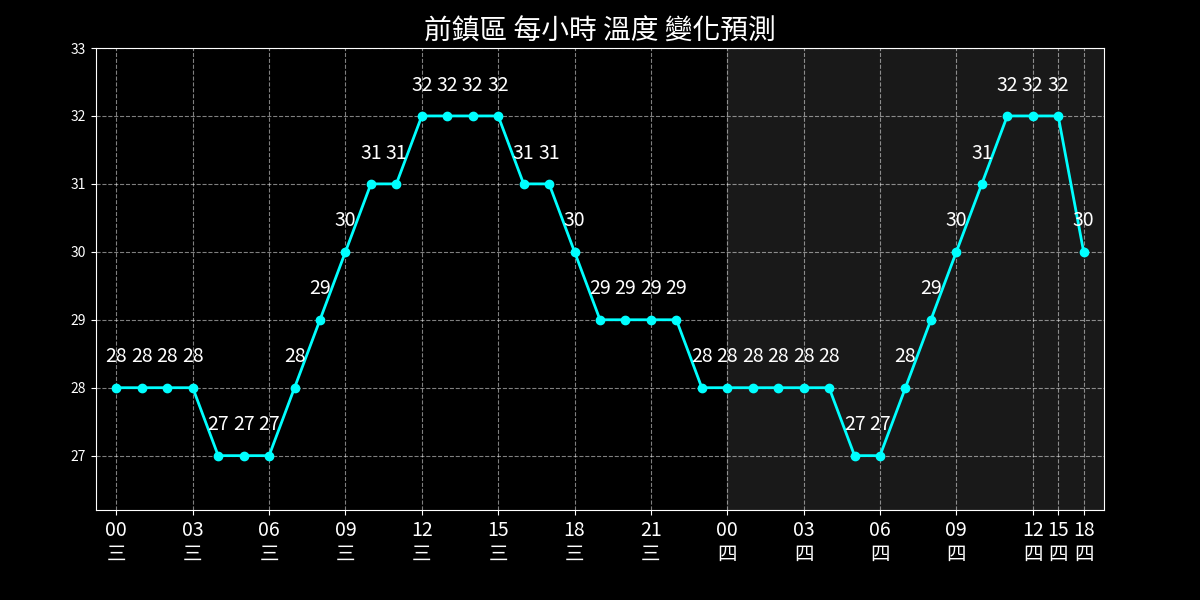 前鎮區 每小時 溫度 變化預測
33
32 32 32 32 32 32 32
32
31 31 31 31 31
31
30 30 30 30
30
29 29 29 29 29 29
29
28 28 28 28 28 28 28 28 28 28 28 28
28
27 27 27 27 27
27
00 03 06 09 12 15 18 21 00 03 06 09 12 15 18
三 三 三 三 三 三 三 三 四 四 四 四 四 四 四